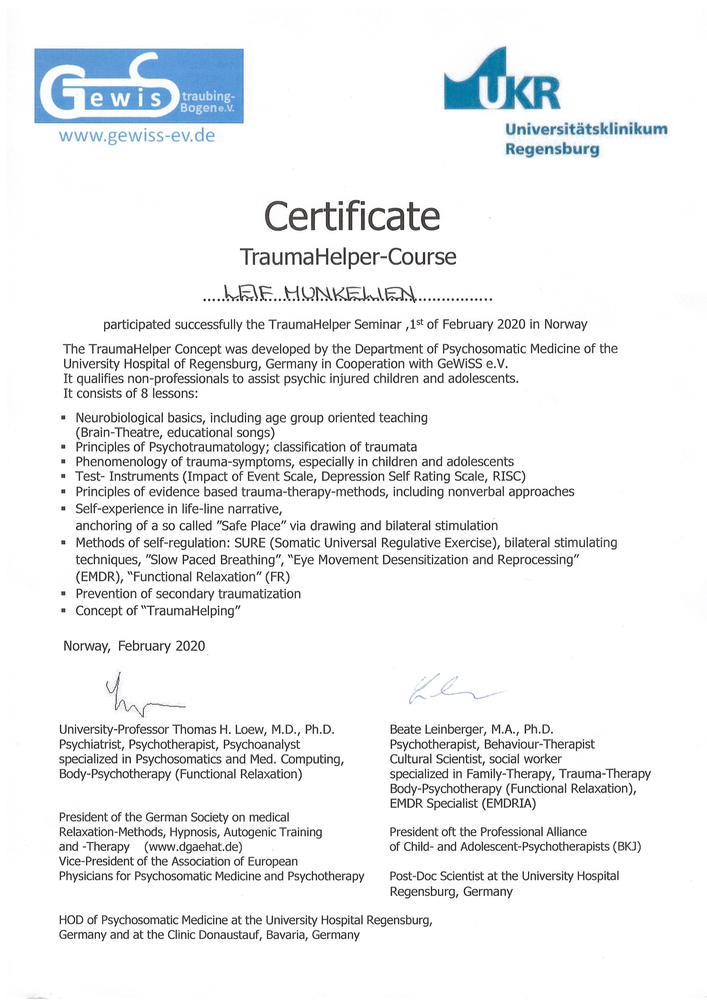 Gewis traubing-
Bogen e.V.
www.gewiss-ev.de
UKR
Universitätsklinikum
Regensburg
Certificate
TraumaHelper-Course
LEIF MUNKELIEN
participated successfully the TraumaHelper Seminar ,1st of February 2020 in Norway
The TraumaHelper Concept was developed by the Department of Psychosomatic Medicine of the
University Hospital of Regensburg, Germany in Cooperation with GeWiSS e.V.
It qualifies non-professionals to assist psychic injured children and adolescents.
It consists of 8 lessons:
▪ Neurobiological basics, including age group oriented teaching
(Brain-Theatre, educational songs)
▪ Principles of Psychotraumatology; classification of traumata
▪ Phenomenology of trauma-symptoms, especially in children and adolescents
▪ Test- Instruments (Impact of Event Scale, Depression Self Rating Scale, RISC)
▪ Principles of evidence based trauma-therapy-methods, including nonverbal approaches
▪ Self-experience in life-line narrative,
anchoring of a so called "Safe Place" via drawing and bilateral stimulation
▪ Methods of self-regulation: SURE (Somatic Universal Regulative Exercise), bilateral stimulating
techniques, "Slow Paced Breathing", "Eye Movement Desensitization and Reprocessing"
(EMDR), "Functional Relaxation" (FR)
▪ Prevention of secondary traumatization
▪ Concept of "TraumaHelping"
Norway, February 2020
University-Professor Thomas H. Loew, M.D., Ph.D.
Psychiatrist, Psychotherapist, Psychoanalyst
specialized in Psychosomatics and Med. Computing,
Body-Psychotherapy (Functional Relaxation)
President of the German Society on medical
Relaxation-Methods, Hypnosis, Autogenic Training
and -Therapy (www.dgaehat.de)
Vice-President of the Association of European
Physicians for Psychosomatic Medicine and Psychotherapy
Beate Leinberger, M.A., Ph.D.
Psychotherapist, Behaviour-Therapist
Cultural Scientist, social worker
specialized in Family-Therapy, Trauma-Therapy
Body-Psychotherapy (Functional Relaxation),
EMDR Specialist (EMDRIA)
President oft the Professional Alliance
of Child- and Adolescent-Psychotherapists (BKJ)
Post-Doc Scientist at the University Hospital
Regensburg, Germany
HOD of Psychosomatic Medicine at the University Hospital Regensburg,
Germany and at the Clinic Donaustauf, Bavaria, Germany